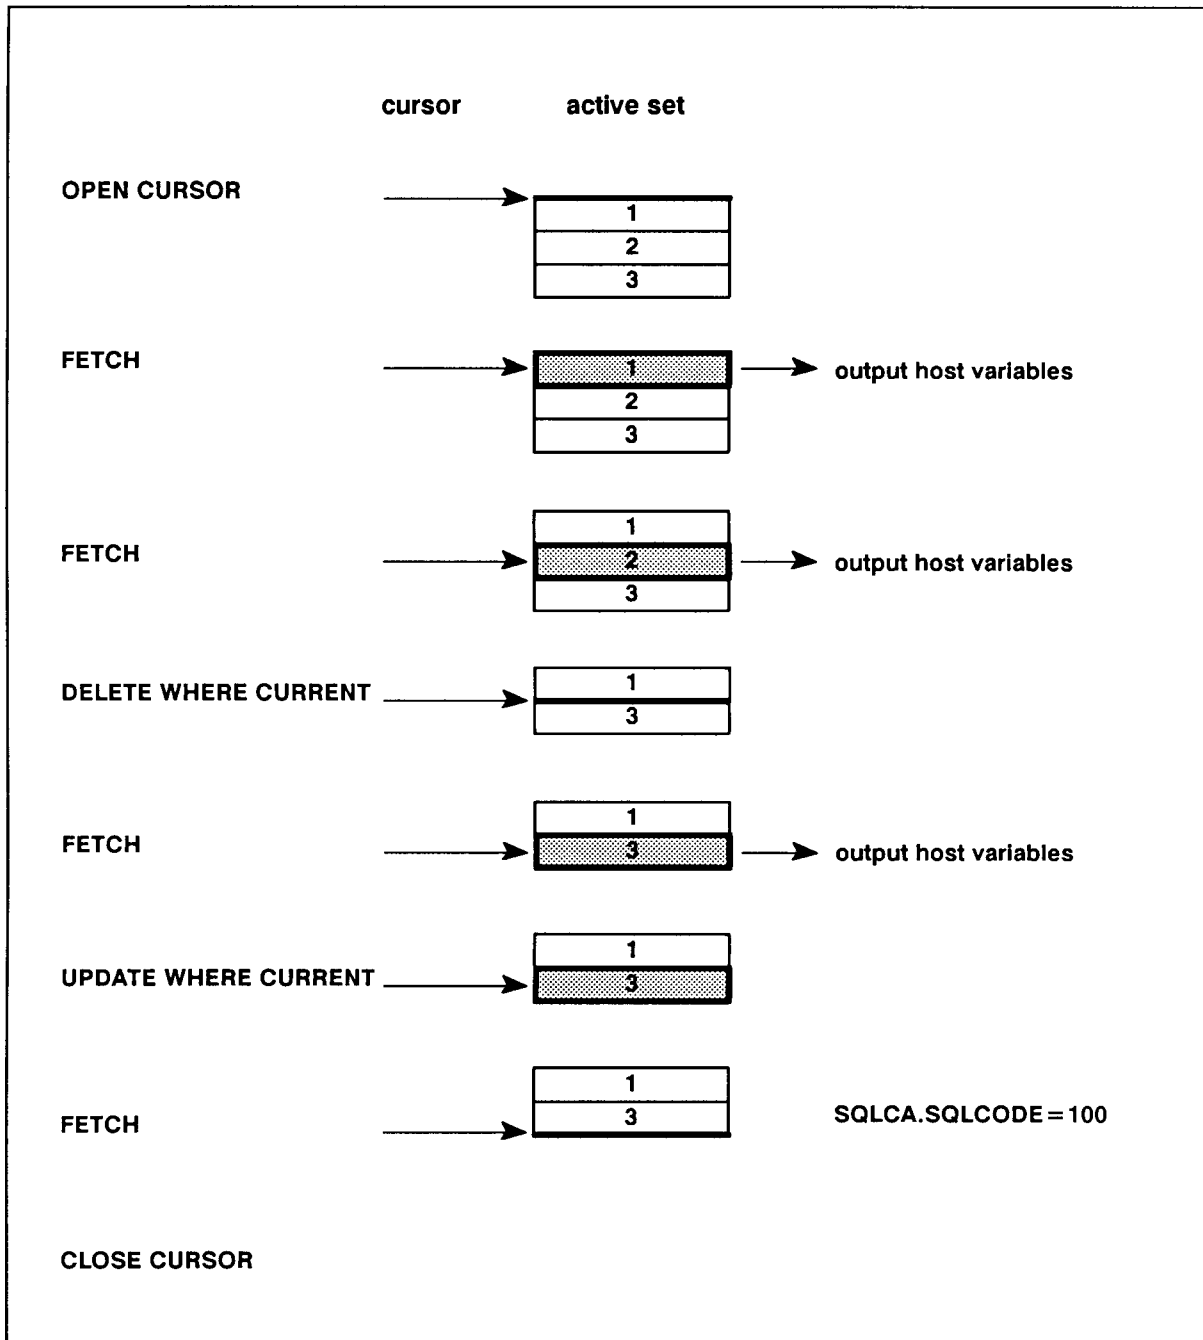 cursor active set
OPEN CURSOR
1
2
3
FETCH
1
output host variables
2
3
FETCH
1
2
output host variables
3
DELETE WHERE CURRENT
1
3
FETCH
1
3
output host variables
UPDATE WHERE CURRENT
1
3
FETCH
1
3
SQLCA.SQLCODE=100
CLOSE CURSOR